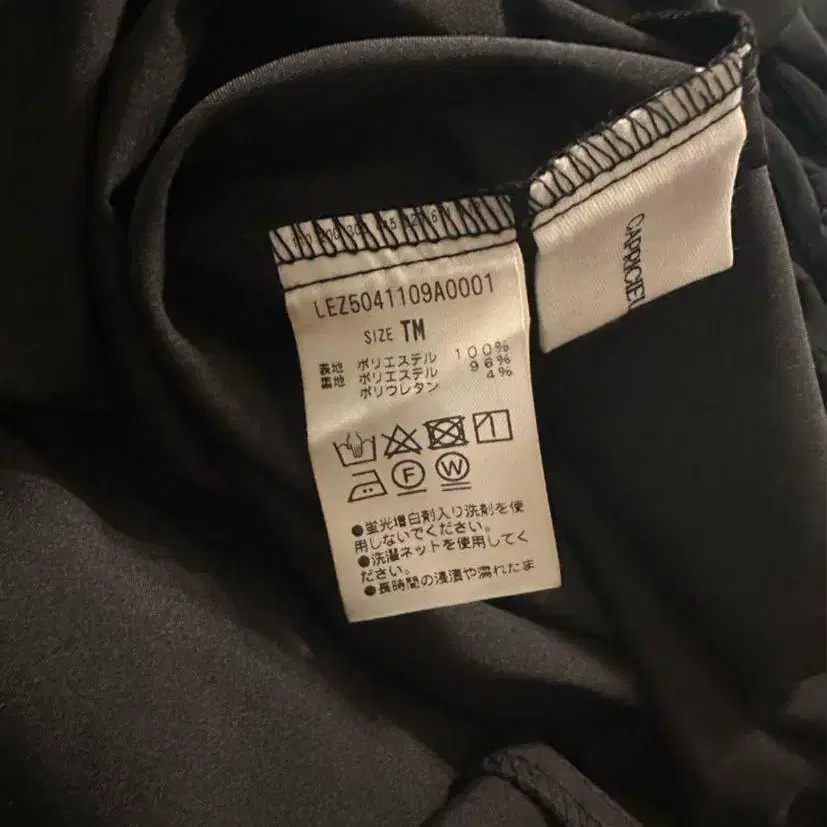 LEZ5041109A0001
SIZE TM
表地 ポリエステル 100%
裏地 ポリエステル 96%
ポリウレタン 4%
F W
●蛍光増白剤入り洗剤を使
用しないでください。
●洗濯ネットを使用してく
ださい。
●長時間の浸漬や濡れたま